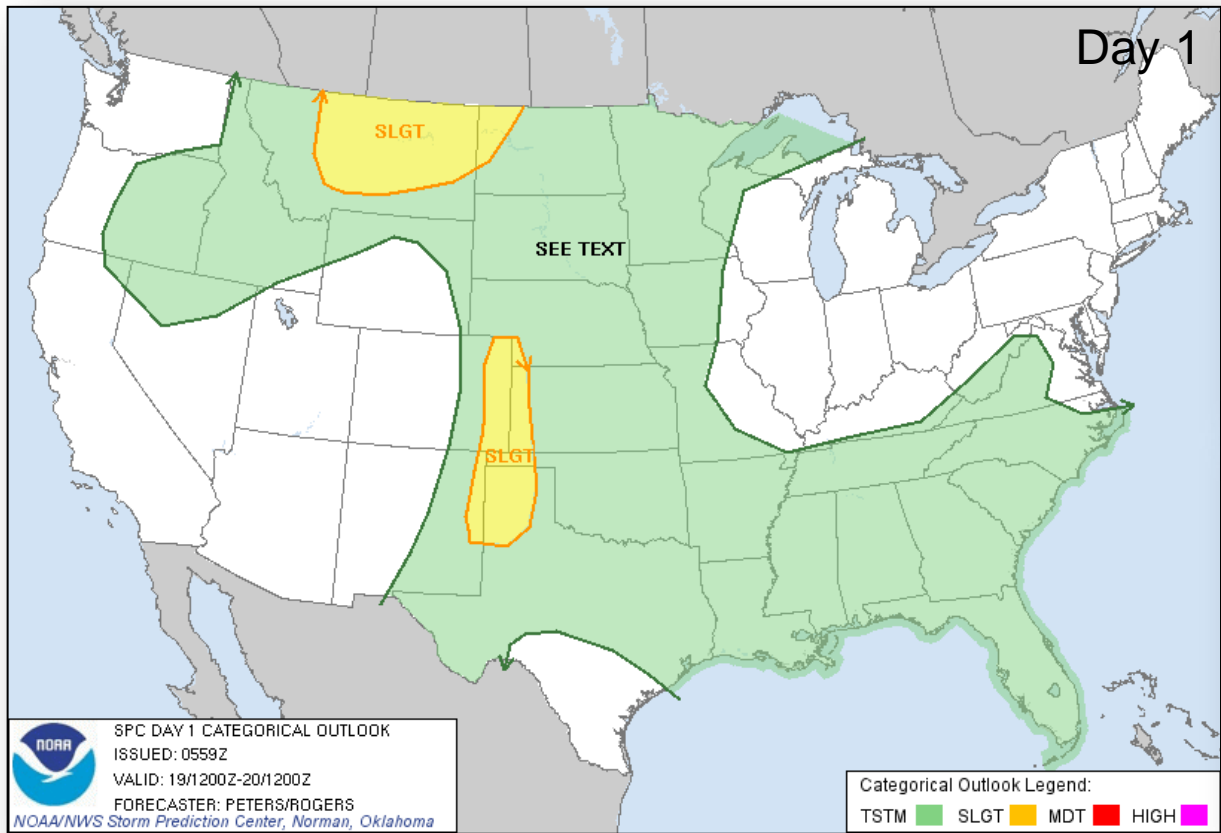 Day 1
SLGT
SEE TEXT
SLGT
NOAA
SPC DAY 1 CATEGORICAL OUTLOOK
ISSUED: 0559Z
VALID: 19/1200Z-20/1200Z
FORECASTER: PETERS/ROGERS
NOAA/NWS Storm Prediction Center, Norman, Oklahoma
Categorical Outlook Legend:
TSTM SLGT MDT HIGH